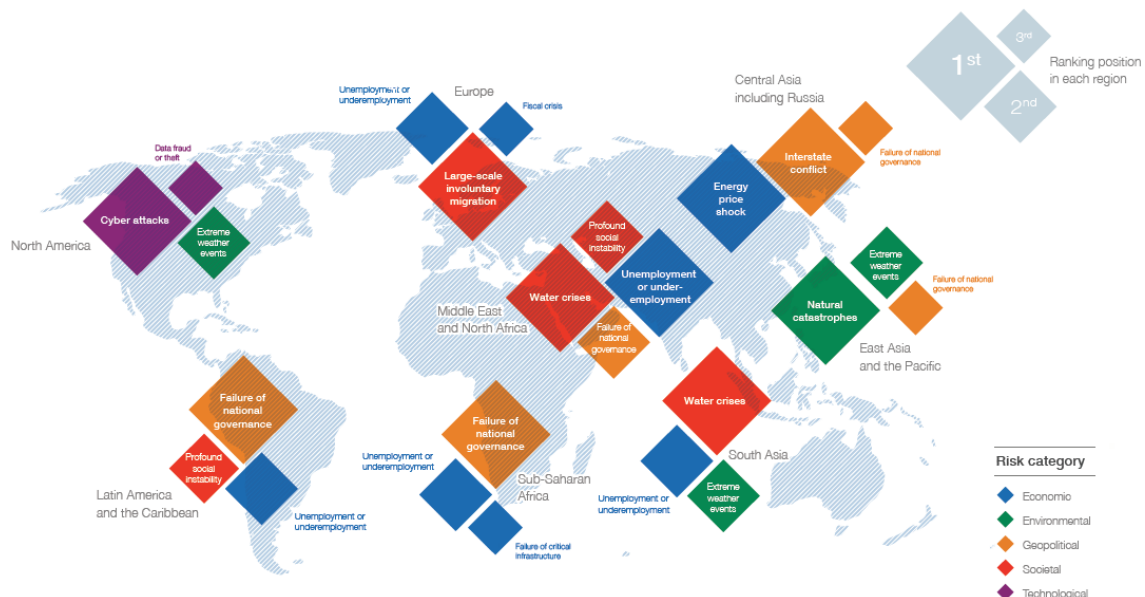 1st
3rd
2nd
Ranking position
in each region
Central Asia
including Russia
Interstate
conflict
Failure of national
governance
Energy
price
shock
Europe
Unemployment or
underemployment
Fiscal crisis
Large-scale
involuntary
migration
Data fraud
or theft
Cyber attacks
Extreme
weather
events
North America
Profound
social
instability
Unemployment
or under-
employment
Water crises
Failure of
national
governance
Middle East
and North Africa
Extreme
weather
events
Failure of national
governance
Natural
catastrophes
East Asia
and the Pacific
Failure of
national
governance
Profound
social
instability
Latin America
and the Caribbean
Unemployment or
underemployment
Failure of
national
governance
Unemployment or
underemployment
Sub-Saharan
Africa
Failure of critical
infrastructure
Water crises
South Asia
Unemployment or
underemployment
Extreme
weather
events
Risk category
Economic
Environmental
Geopolitical
Societal
Technological